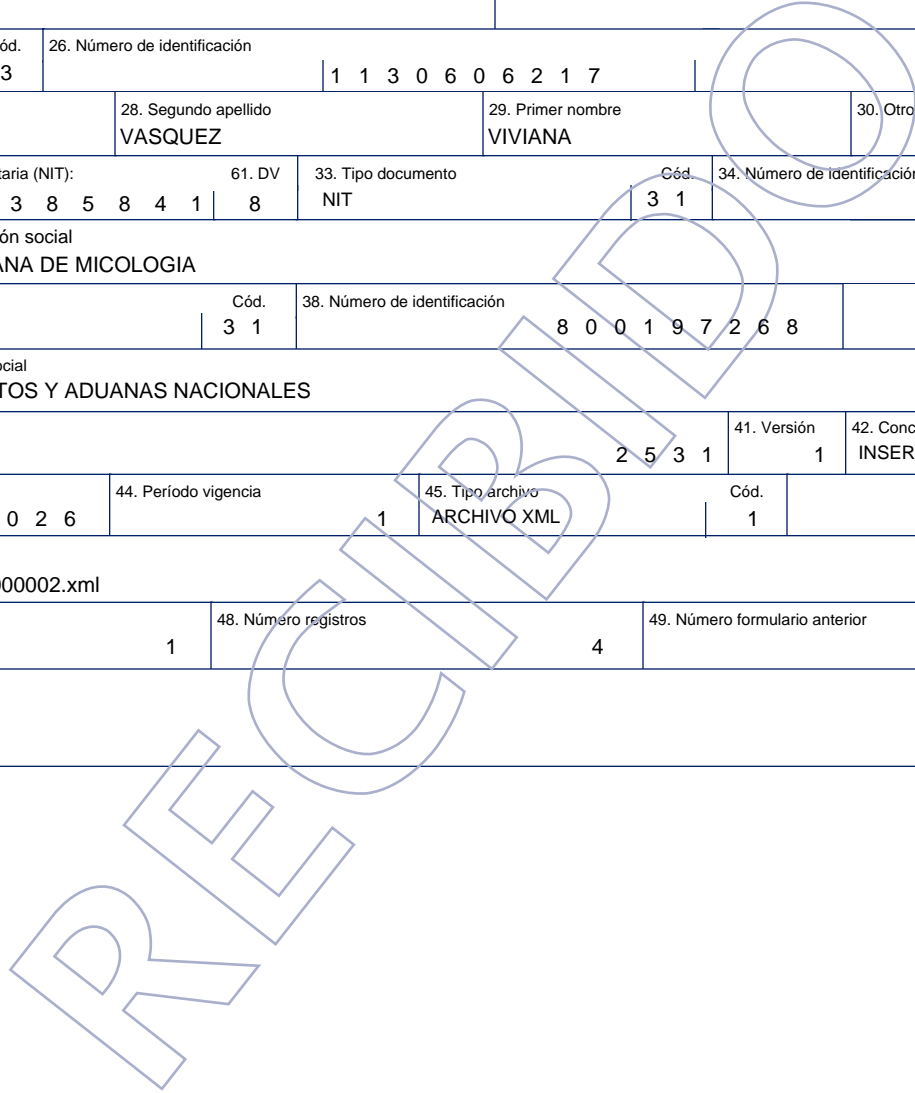 ód. 26. Número de identificación
3 1 1 3 0 6 0 6 2 1 7
28. Segundo apellido 29. Primer nombre 30. Otro
VASQUEZ VIVIANA
taria (NIT): 61. DV 33. Tipo documento Cód. 34. Número de identificación
3 8 5 8 4 1 8 NIT 3 1
ón social
ANA DE MICOLOGIA
Cód. 38. Número de identificación
3 1 8 0 0 1 9 7 2 6 8
ocial
TOS Y ADUANAS NACIONALES
41. Versión 42. Conc
2 5 3 1 1 INSER
44. Período vigencia 45. Tipo archivo Cód.
0 2 6 1 ARCHIVO XML 1
000002.xml
48. Número registros 49. Número formulario anterior
1 4
RECIBIDO